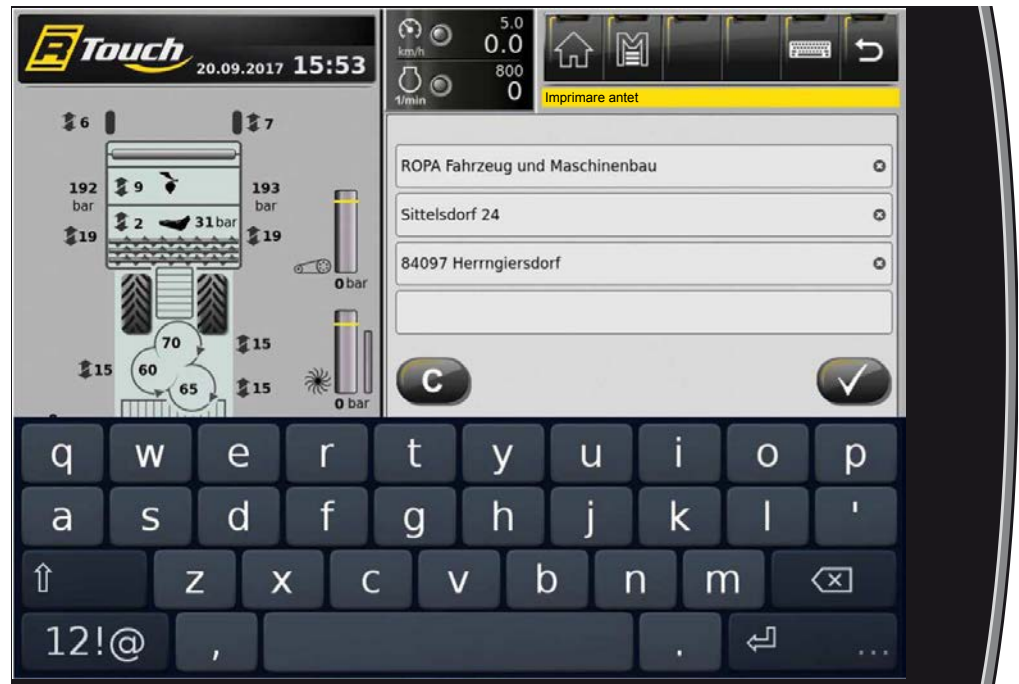 R Touch 20.09.2017 15:53
km/h 5.0
0.0
1/min 800
0
Imprimare antet
6 7
192 bar 9 193 bar
2 31 bar
19 19
0 bar
70
60
65
15
15 15
0 bar
ROPA Fahrzeug und Maschinenbau
Sittelsdorf 24
84097 Herrngiersdorf
C
q w e r t y u i o p
a s d f g h j k l '
z x c v b n m
12!@ , . ...